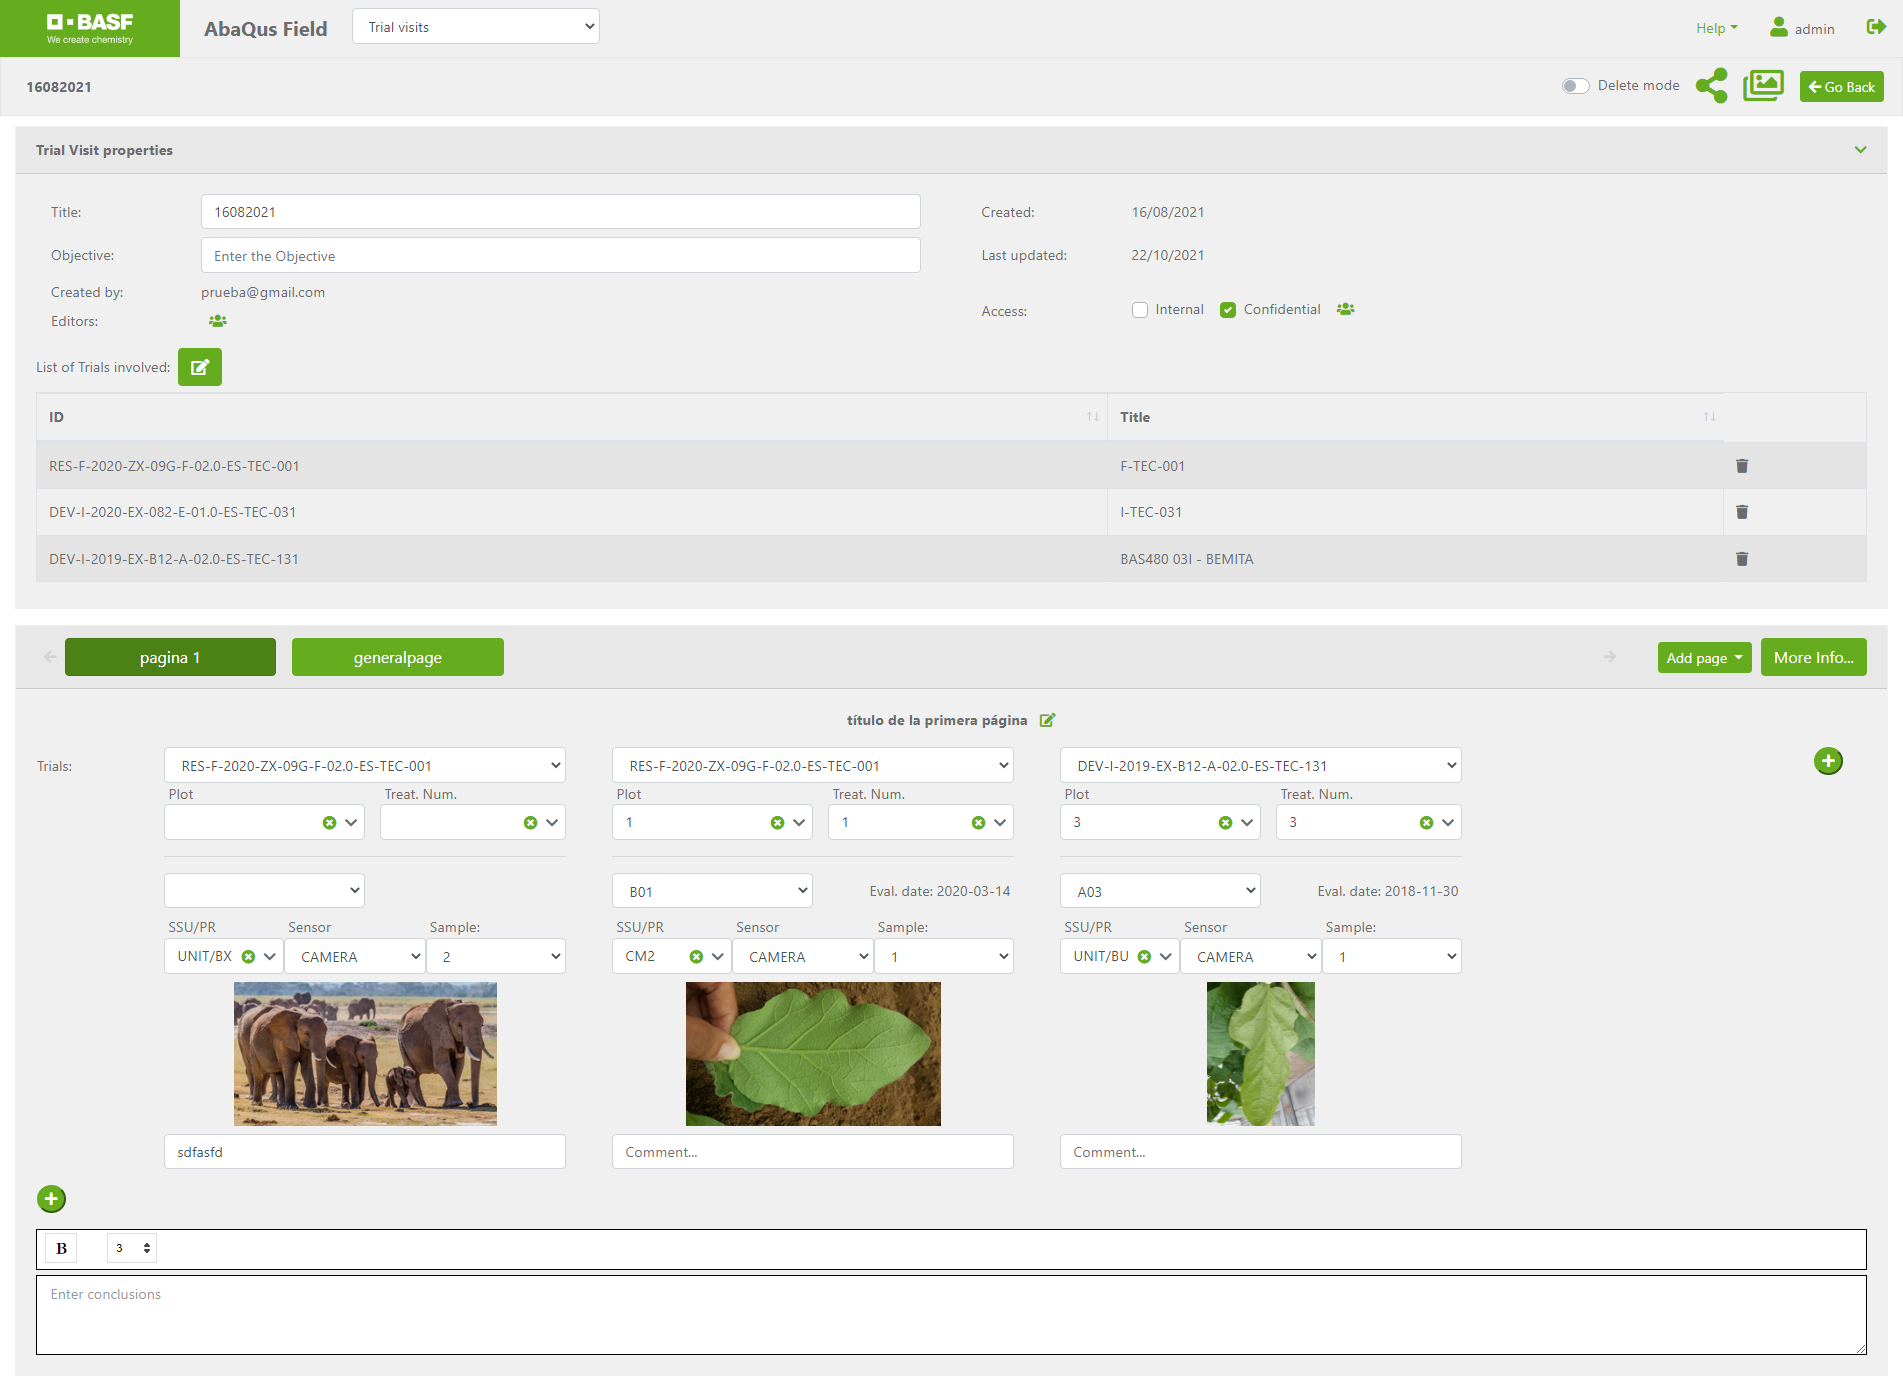 BASF
We create chemistry
AbaQus Field
Trial visits
Help
admin
16082021
Delete mode
Go Back
Trial Visit properties
Title:
16082021
Created:
16/08/2021
Objective:
Enter the Objective
Last updated:
22/10/2021
Created by:
prueba@gmail.com
Editors:
Access:
Internal
Confidential
List of Trials involved:
ID
Title
RES-F-2020-ZX-09G-F-02.0-ES-TEC-001
F-TEC-001
DEV-I-2020-EX-082-E-01.0-ES-TEC-031
I-TEC-031
DEV-I-2019-EX-B12-A-02.0-ES-TEC-131
BAS480 03I - BEMITA
pagina 1
generalpage
Add page
More Info...
título de la primera página
Trials:
RES-F-2020-ZX-09G-F-02.0-ES-TEC-001
RES-F-2020-ZX-09G-F-02.0-ES-TEC-001
DEV-I-2019-EX-B12-A-02.0-ES-TEC-131
Plot
Treat. Num.
Plot
Treat. Num.
Plot
Treat. Num.
1
1
3
3
B01
Eval. date: 2020-03-14
A03
Eval. date: 2018-11-30
SSU/PR
Sensor
Sample:
SSU/PR
Sensor
Sample:
SSU/PR
Sensor
Sample:
UNIT/BX
CAMERA
2
CM2
CAMERA
1
UNIT/BU
CAMERA
1
sdfasfd
Comment...
Comment...
B
3
Enter conclusions